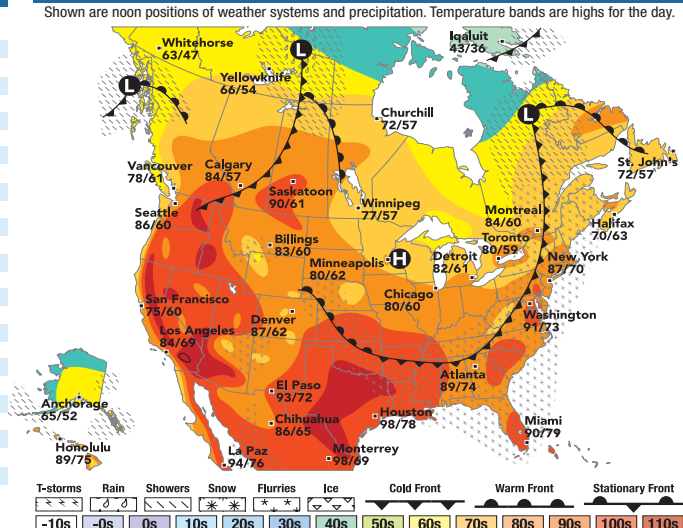 Shown are noon positions of weather systems and precipitation. Temperature bands are highs for the day.
Iqaluit
43/36
Whitehorse
63/47
L
Yellowknife
66/54
L
L
Churchill
72/57
Vancouver
78/61
Calgary
84/57
St. John's
72/57
Saskatoon
90/61
Winnipeg
77/57
Seattle
86/60
Montreal
84/60
Halifax
70/63
Billings
83/60
Toronto
80/59
Minneapolis
80/62
H
Detroit
82/61
New York
87/70
Chicago
80/60
San Francisco
75/60
Denver
87/62
Washington
91/73
Los Angeles
84/69
Atlanta
89/74
El Paso
93/72
Anchorage
65/52
Houston
98/78
Chihuahua
86/65
Miami
90/79
Honolulu
89/75
La Paz
94/76
Monterrey
98/69
T-storms Rain Showers Snow Flurries Ice Cold Front Warm Front Stationary Front
-10s -0s 0s 10s 20s 30s 40s 50s 60s 70s 80s 90s 100s 110s